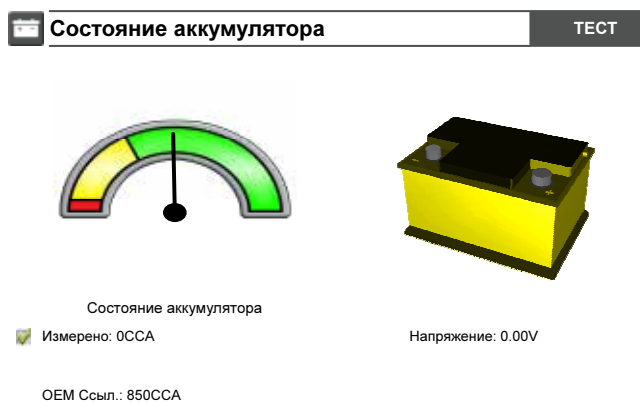 Состояние аккумулятора ТЕСТ
Состояние аккумулятора
Измерено: 0CCA Напряжение: 0.00V
OEM Ссыл.: 850CCA